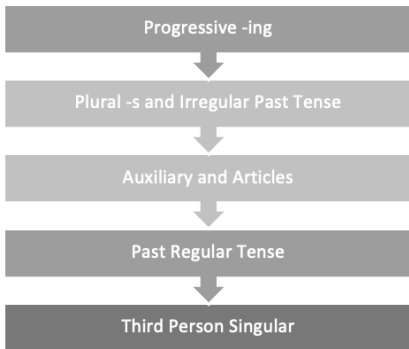 Progressive -ing
Plural -s and Irregular Past Tense
Auxiliary and Articles
Past Regular Tense
Third Person Singular